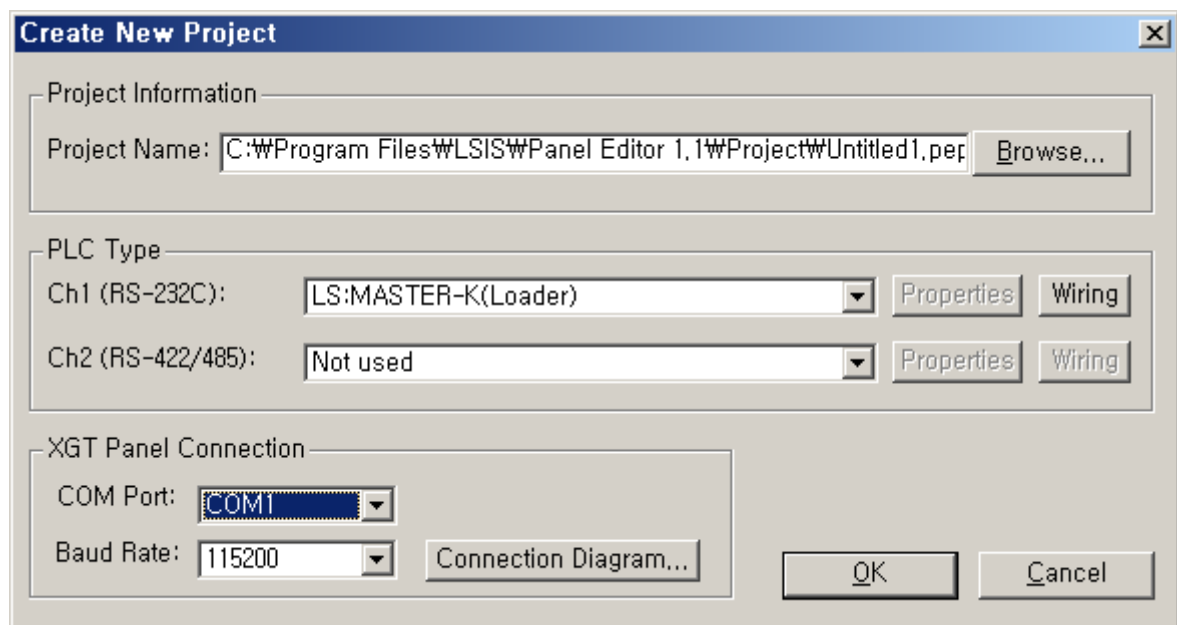 Create New Project
Project Information
Project Name: C:₩Program Files₩LSIS₩Panel Editor 1,1₩Project₩Untitled1,pep Browse,,,
PLC Type
Ch1 (RS-232C): LS:MASTER-K(Loader) Properties Wiring
Ch2 (RS-422/485): Not used Properties Wiring
XGT Panel Connection
COM Port: COM1
Baud Rate: 115200 Connection Diagram,,, OK Cancel